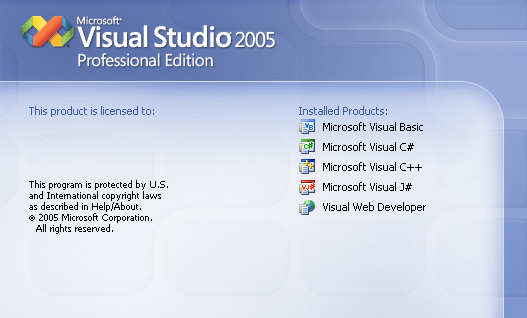 Microsoft®
Visual Studio® 2005
Professional Edition
This product is licensed to:
Installed Products:
Microsoft Visual Basic
Microsoft Visual C#
Microsoft Visual C++
Microsoft Visual J#
Visual Web Developer
This program is protected by U.S.
and International copyright laws
as described in Help/About.
© 2005 Microsoft Corporation.
All rights reserved.